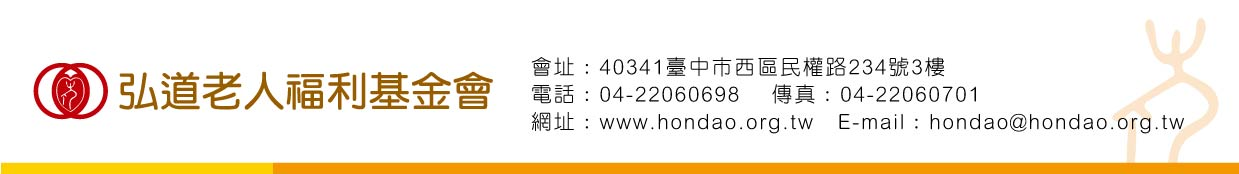 弘道老人福利基金會
會址：40341臺中市西區民權路234號3樓
電話：04-22060698 傳真：04-22060701
網址：www.hondao.org.tw E-mail：hondao@hondao.org.tw